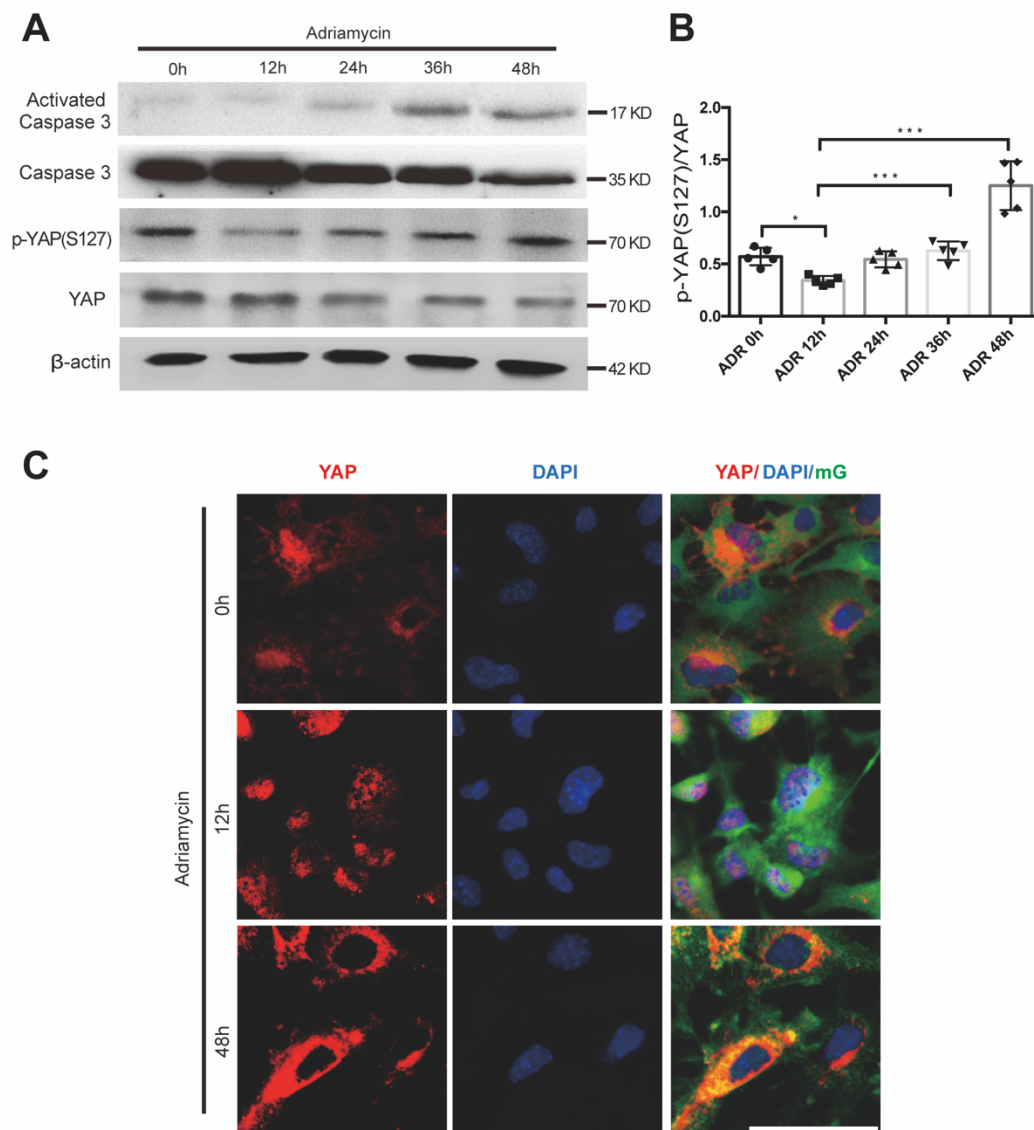 A
Adriamycin
0h 12h 24h 36h 48h
Activated
Caspase 3
17 KD
Caspase 3
35 KD
p-YAP(S127)
70 KD
YAP
70 KD
β-actin
42 KD
B
p-YAP(S127)/YAP
2.0
1.5
1.0
0.5
0.0
* * *
* * *
*
ADR 0h
ADR 12h
ADR 24h
ADR 36h
ADR 48h
C
YAP DAPI YAP/ DAPI/mG
Adriamycin
0h
12h
48h